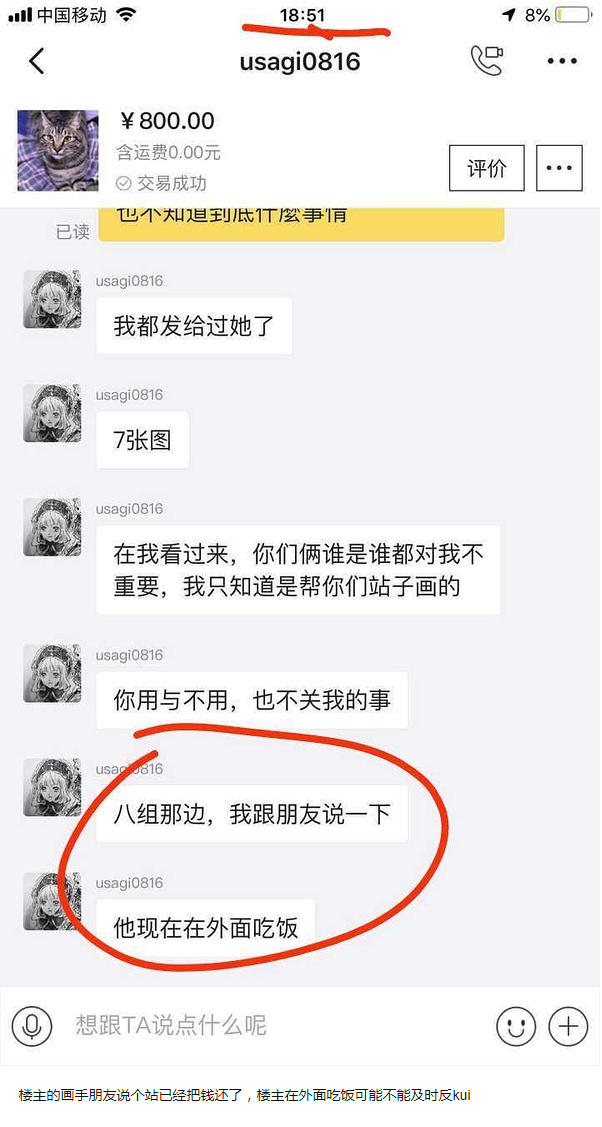 中国移动
18:51
8%
usagi0816
¥800.00
含运费0.00元
交易成功
评价
也不知道到底什麼事情
已读
usagi0816
我都发给过她了
usagi0816
7张图
usagi0816
在我看过来，你们俩谁是谁都对我不
重要，我只知道是帮你们站子画的
usagi0816
你用与不用，也不关我的事
usagi0816
八组那边，我跟朋友说一下
usagi0816
他现在在外面吃饭
想跟TA说点什么呢
楼主的画手朋友说个站已经把钱还了，楼主在外面吃饭可能不能及时反kui